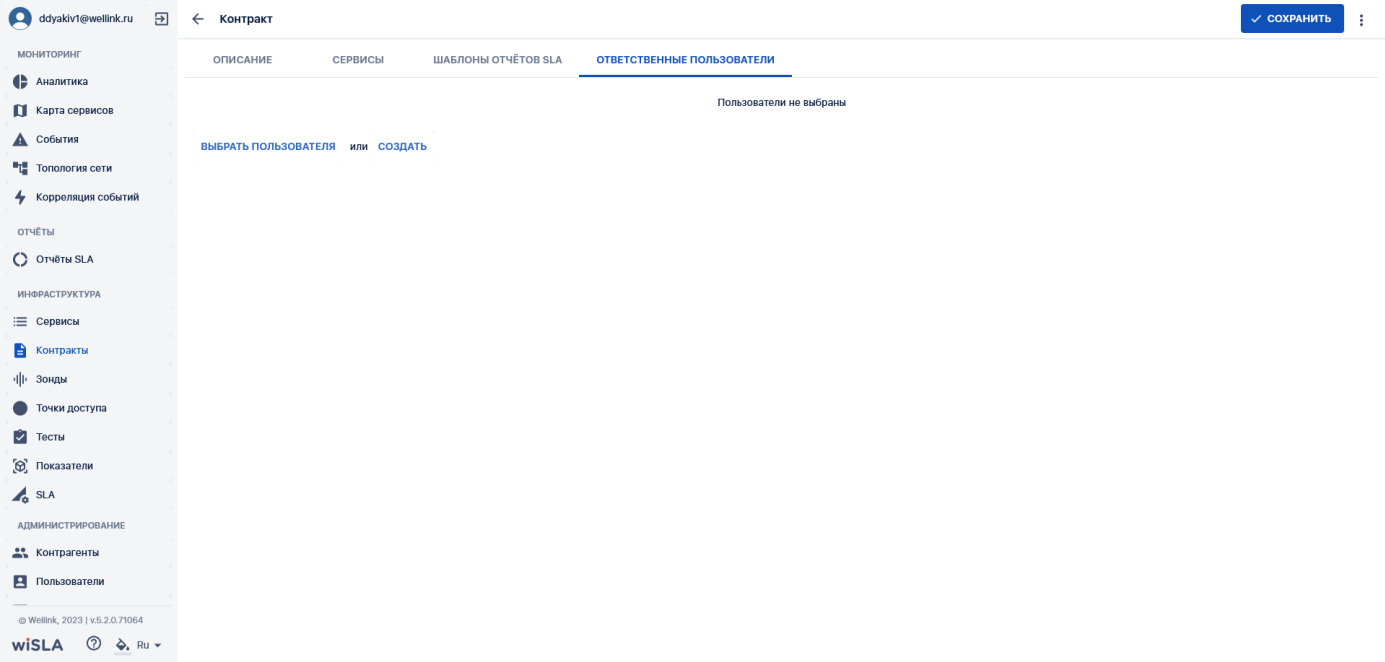 ddyakiv1@wellink.ru
Контракт
СОХРАНИТЬ
МОНИТОРИНГ
Аналитика
Карта сервисов
События
Топология сети
Корреляция событий
ОТЧЁТЫ
Отчёты SLA
ИНФРАСТРУКТУРА
Сервисы
Контракты
Зонды
Точки доступа
Тесты
Показатели
SLA
АДМИНИСТРИРОВАНИЕ
Контрагенты
Пользователи
© Wellink, 2023 | v.5.2.0.71064
wiSLA Ru
ОПИСАНИЕ СЕРВИСЫ ШАБЛОНЫ ОТЧЁТОВ SLA ОТВЕТСТВЕННЫЕ ПОЛЬЗОВАТЕЛИ
Пользователи не выбраны
ВЫБРАТЬ ПОЛЬЗОВАТЕЛЯ или СОЗДАТЬ